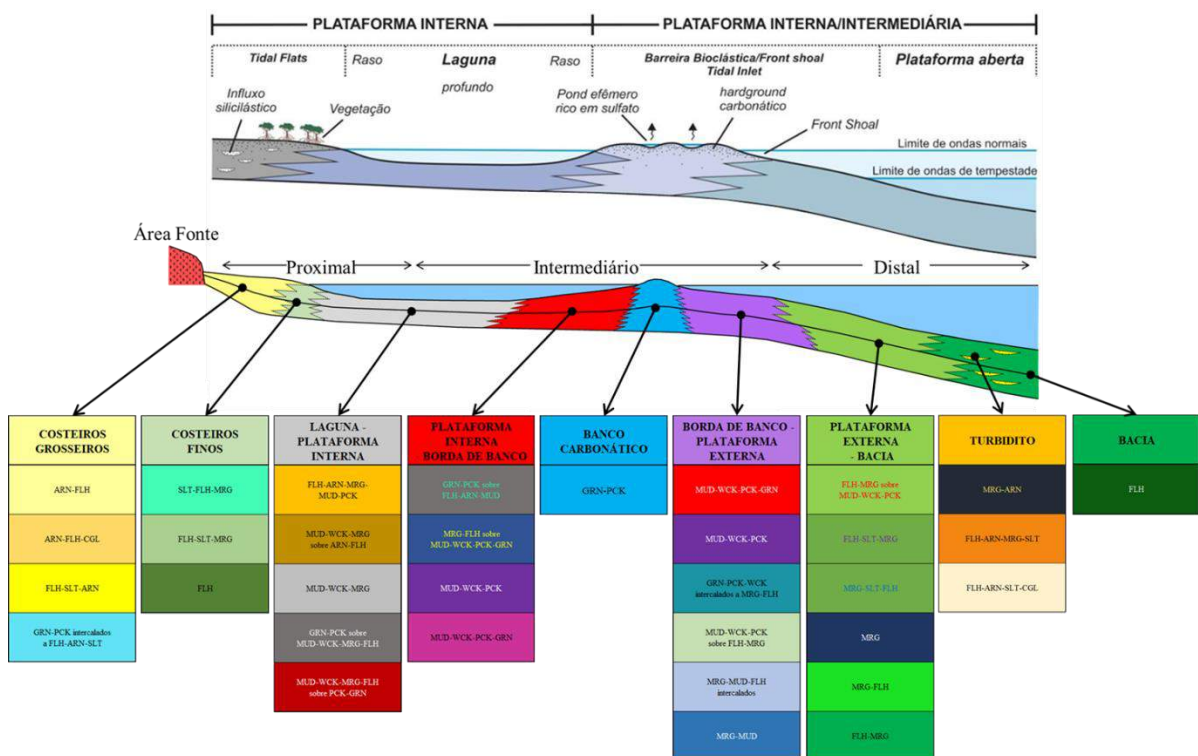 PLATAFORMA INTERNA
PLATAFORMA INTERNA/INTERMEDIÁRIA
Tidal Flats
Raso
Laguna
profundo
Raso
Barreira Bioclástica/Front shoal
Tidal Inlet
Plataforma aberta
Influxo
silicilástico
Vegetação
Pond efêmero
rico em sulfato
hardground
carbonático
Front Shoal
Limite de ondas normais
Limite de ondas de tempestade
Área Fonte
Proximal
Intermediário
Distal
COSTEIROS
GROSSEIROS
ARN-FLH
ARN-FLH-CGL
FLH-SLT-ARN
GRN-PCK intercalados
a FLH-ARN-SLT
COSTEIROS
FINOS
SLT-FLH-MRG
FLH-SLT-MRG
FLH
LAGUNA -
PLATAFORMA
INTERNA
FLH-ARN-MRG-
MUD-PCK
MUD-WCK-MRG
sobre ARN-FLH
MUD-WCK-MRG
GRN-PCK sobre
MUD-WCK-MRG-FLH
MUD-WCK-MRG-FLH
sobre PCK-GRN
PLATAFORMA
INTERNA
BORDA DE BANCO
GRN-PCK sobre
FLH-ARN-MUD
MRG-FLH sobre
MUD-WCK-PCK-GRN
MUD-WCK-PCK
MUD-WCK-PCK-GRN
BANCO
CARBONÁTICO
GRN-PCK
BORDA DE BANCO -
PLATAFORMA
EXTERNA
MUD-WCK-PCK-GRN
MUD-WCK-PCK
GRN-PCK-WCK
intercalados a MRG-FLH
MUD-WCK-PCK
sobre FLH-MRG
MRG-MUD-FLH
intercalados
MRG-MUD
PLATAFORMA
EXTERNA
- BACIA
FLH-MRG sobre
MUD-WCK-PCK
FLH-SLT-MRG
MRG-SLT-FLH
MRG
MRG-FLH
FLH-MRG
TURBIDITO
MRG-ARN
FLH-ARN-MRG-SLT
FLH-ARN-SLT-CGL
BACIA
FLH